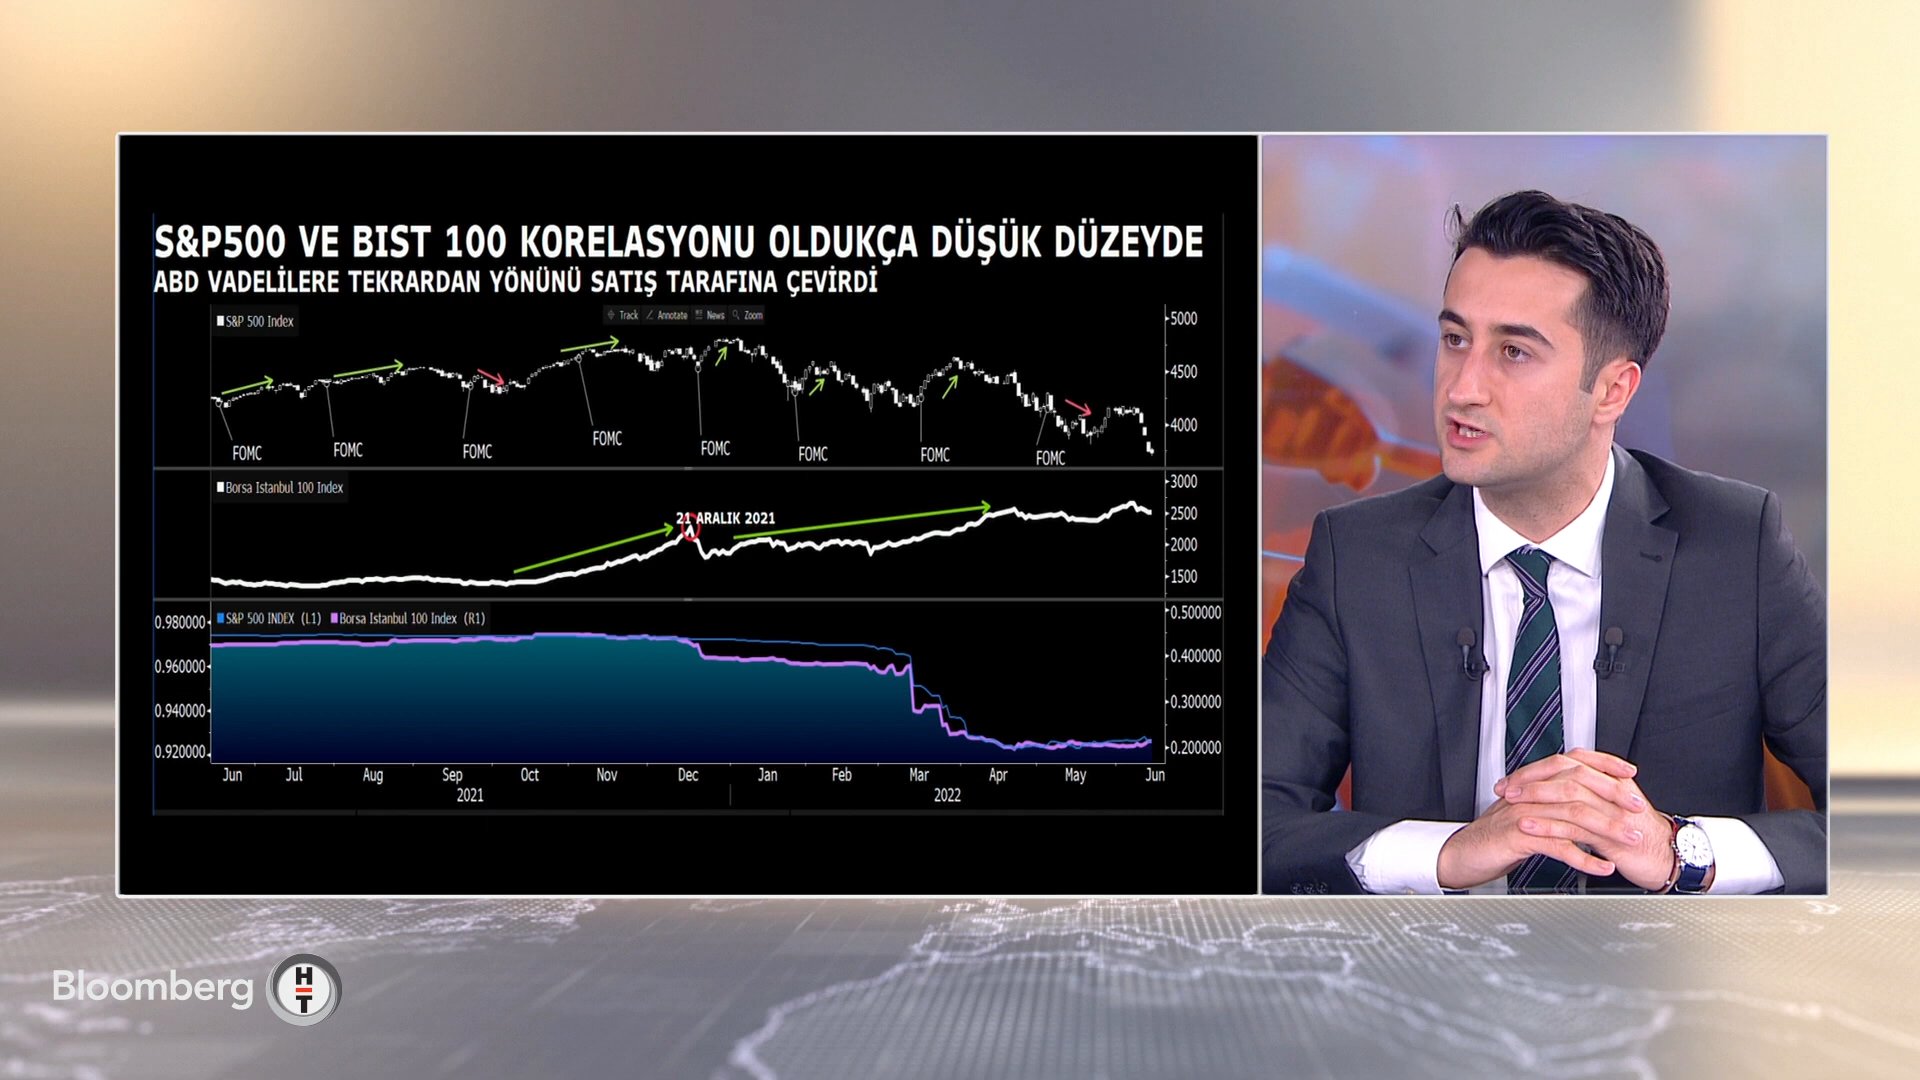 S&P500 VE BIST 100 KORELASYONU OLDUKÇA DÜŞÜK DÜZEYDE
ABD VADELİLERE TEKRARDAN YÖNÜNÜ SATIŞ TARAFINA ÇEVİRDİ
S&P 500 Index
Track Annotate News Zoom
5000
4500
4000
FOMC FOMC FOMC FOMC FOMC FOMC FOMC FOMC
Borsa Istanbul 100 Index
21 ARALIK 2021
3000
2500
2000
1500
S&P 500 INDEX (L1) Borsa Istanbul 100 Index (R1)
0.980000
0.960000
0.940000
0.920000
0.500000
0.400000
0.300000
0.200000
Jun Jul Aug Sep Oct Nov Dec Jan Feb Mar Apr May Jun
2021 2022
Bloomberg HT